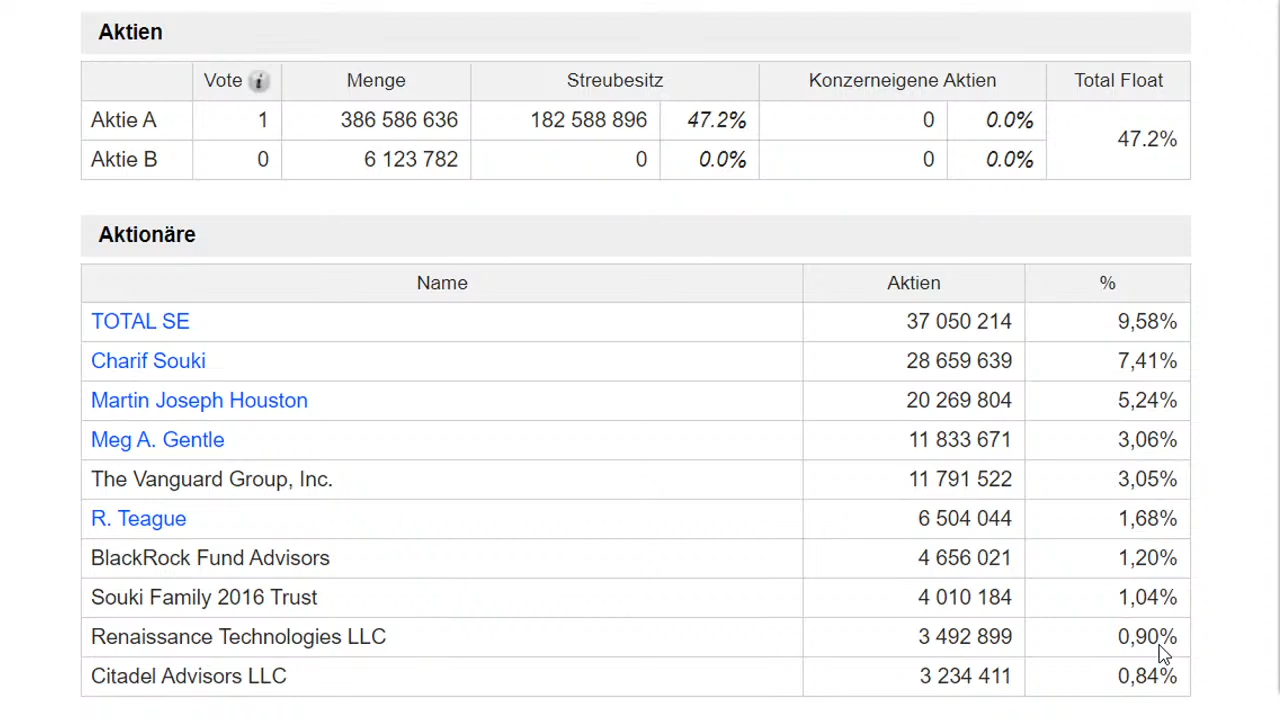 Aktien
Vote i Menge Streubesitz Konzerneigene Aktien Total Float
Aktie A 1 386 586 636 182 588 896 47.2% 0 0.0% 47.2%
Aktie B 0 6 123 782 0 0.0% 0 0.0%
Aktionäre
Name Aktien %
TOTAL SE 37 050 214 9,58%
Charif Souki 28 659 639 7,41%
Martin Joseph Houston 20 269 804 5,24%
Meg A. Gentle 11 833 671 3,06%
The Vanguard Group, Inc. 11 791 522 3,05%
R. Teague 6 504 044 1,68%
BlackRock Fund Advisors 4 656 021 1,20%
Souki Family 2016 Trust 4 010 184 1,04%
Renaissance Technologies LLC 3 492 899 0,90%
Citadel Advisors LLC 3 234 411 0,84%